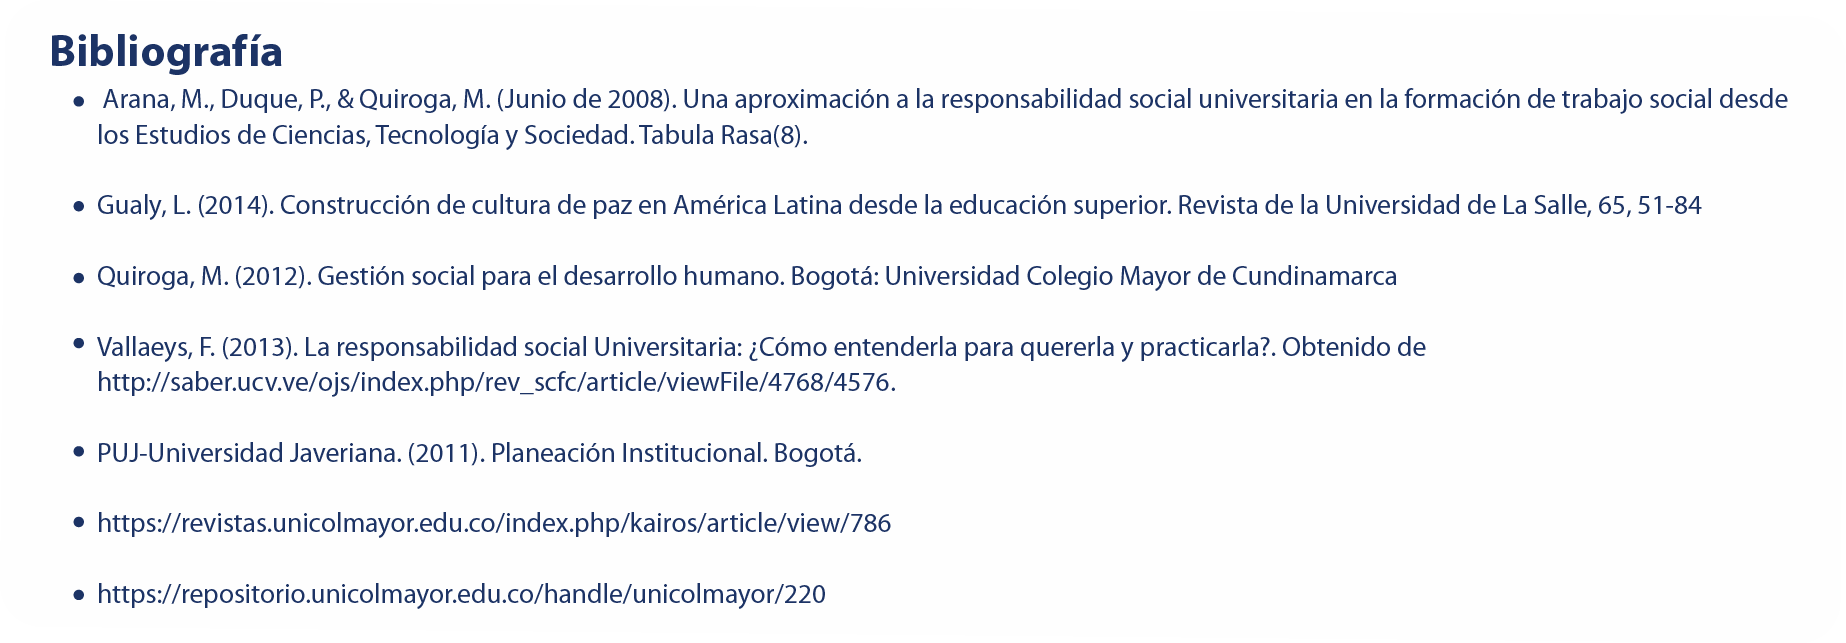 Bibliografía
• Arana, M., Duque, P., & Quiroga, M. (Junio de 2008). Una aproximación a la responsabilidad social universitaria en la formación de trabajo social desde
los Estudios de Ciencias, Tecnología y Sociedad. Tabula Rasa(8).
• Gualy, L. (2014). Construcción de cultura de paz en América Latina desde la educación superior. Revista de la Universidad de La Salle, 65, 51-84
• Quiroga, M. (2012). Gestión social para el desarrollo humano. Bogotá: Universidad Colegio Mayor de Cundinamarca
• Vallaeys, F. (2013). La responsabilidad social Universitaria: ¿Cómo entenderla para quererla y practicarla?. Obtenido de
http://saber.ucv.ve/ojs/index.php/rev_scfc/article/viewFile/4768/4576.
• PUJ-Universidad Javeriana. (2011). Planeación Institucional. Bogotá.
• https://revistas.unicolmayor.edu.co/index.php/kairos/article/view/786
• https://repositorio.unicolmayor.edu.co/handle/unicolmayor/220